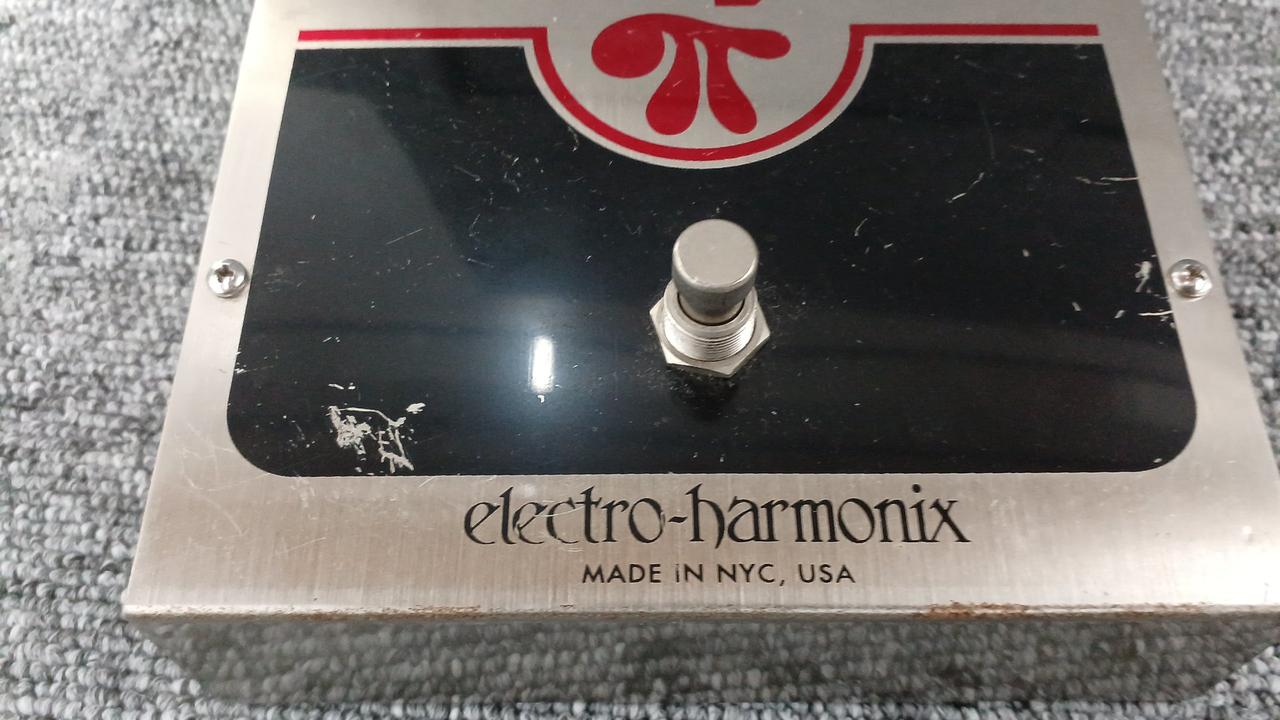 π
electro-harmonix
MADE IN NYC, USA